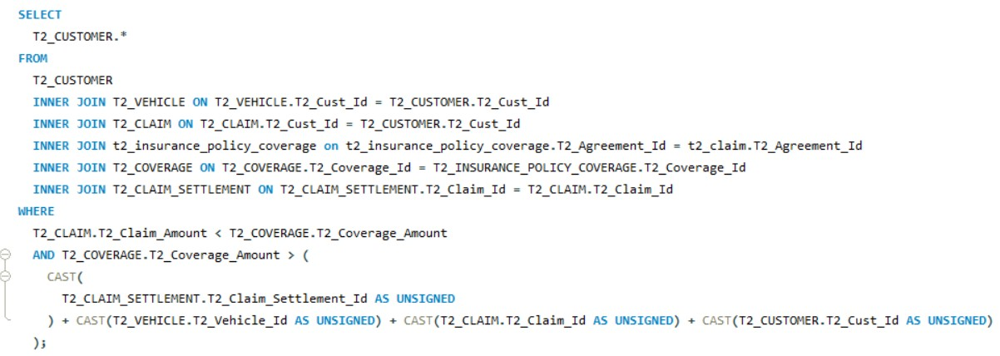 SELECT
T2_CUSTOMER.*
FROM
T2_CUSTOMER
INNER JOIN T2_VEHICLE ON T2_VEHICLE.T2_Cust_Id = T2_CUSTOMER.T2_Cust_Id
INNER JOIN T2_CLAIM ON T2_CLAIM.T2_Cust_Id = T2_CUSTOMER.T2_Cust_Id
INNER JOIN t2_insurance_policy_coverage on t2_insurance_policy_coverage.T2_Agreement_Id = t2_claim.T2_Agreement_Id
INNER JOIN T2_COVERAGE ON T2_COVERAGE.T2_Coverage_Id = T2_INSURANCE_POLICY_COVERAGE.T2_Coverage_Id
INNER JOIN T2_CLAIM_SETTLEMENT ON T2_CLAIM_SETTLEMENT.T2_Claim_Id = T2_CLAIM.T2_Claim_Id
WHERE
T2_CLAIM.T2_Claim_Amount < T2_COVERAGE.T2_Coverage_Amount
AND T2_COVERAGE.T2_Coverage_Amount > (
CAST(
T2_CLAIM_SETTLEMENT.T2_Claim_Settlement_Id AS UNSIGNED
) + CAST(T2_VEHICLE.T2_Vehicle_Id AS UNSIGNED) + CAST(T2_CLAIM.T2_Claim_Id AS UNSIGNED) + CAST(T2_CUSTOMER.T2_Cust_Id AS UNSIGNED)
);